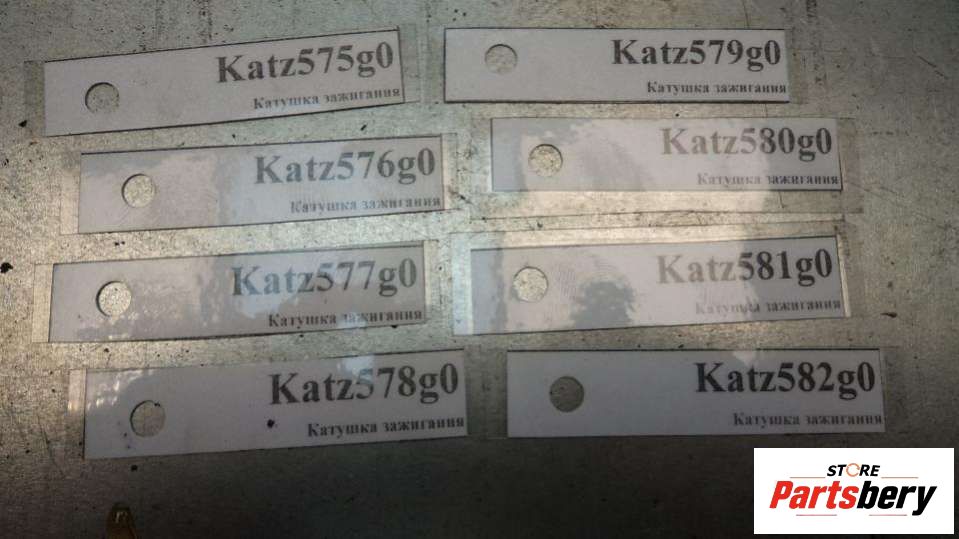 Katz575g0
Катушка зажигания
Katz576g0
Катушка зажигания
Katz577g0
Катушка зажигания
Katz578g0
Катушка зажигания
Katz579g0
Катушка зажигания
Katz580g0
Катушка зажигания
Katz581g0
Катушка зажигания
Katz582g0
Катушка зажигания
STORE
Partsbery